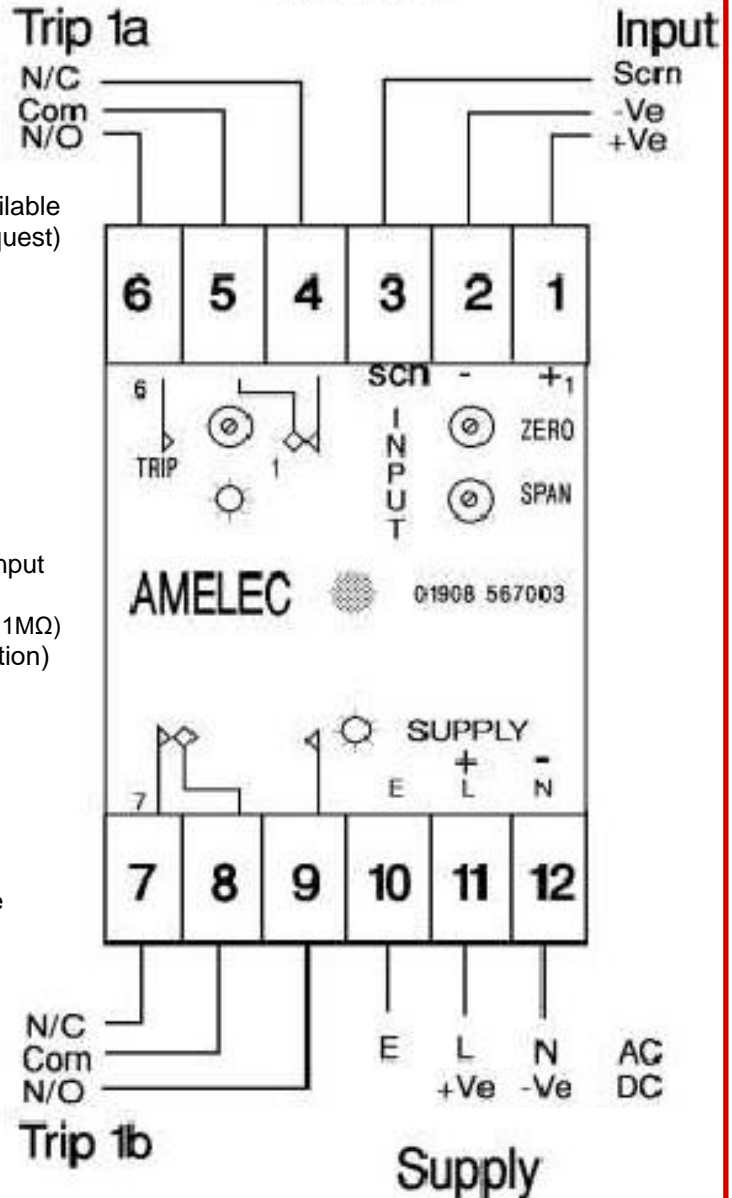 Trip 1a
Input
N/C
Com
N/O
Scrn
-Ve
+Ve
ilable
quest)
6 5 4 3 2 1
6
TRIP
1
scn - +1
INPUT
ZERO
SPAN
nput
1MΩ)
tion)
AMELEC
01908 567003
SUPPLY
+ -
E L N
7
7 8 9 10 11 12
e
N/C
Com
N/O
E L N AC
+Ve -Ve DC
Trip 1b
Supply